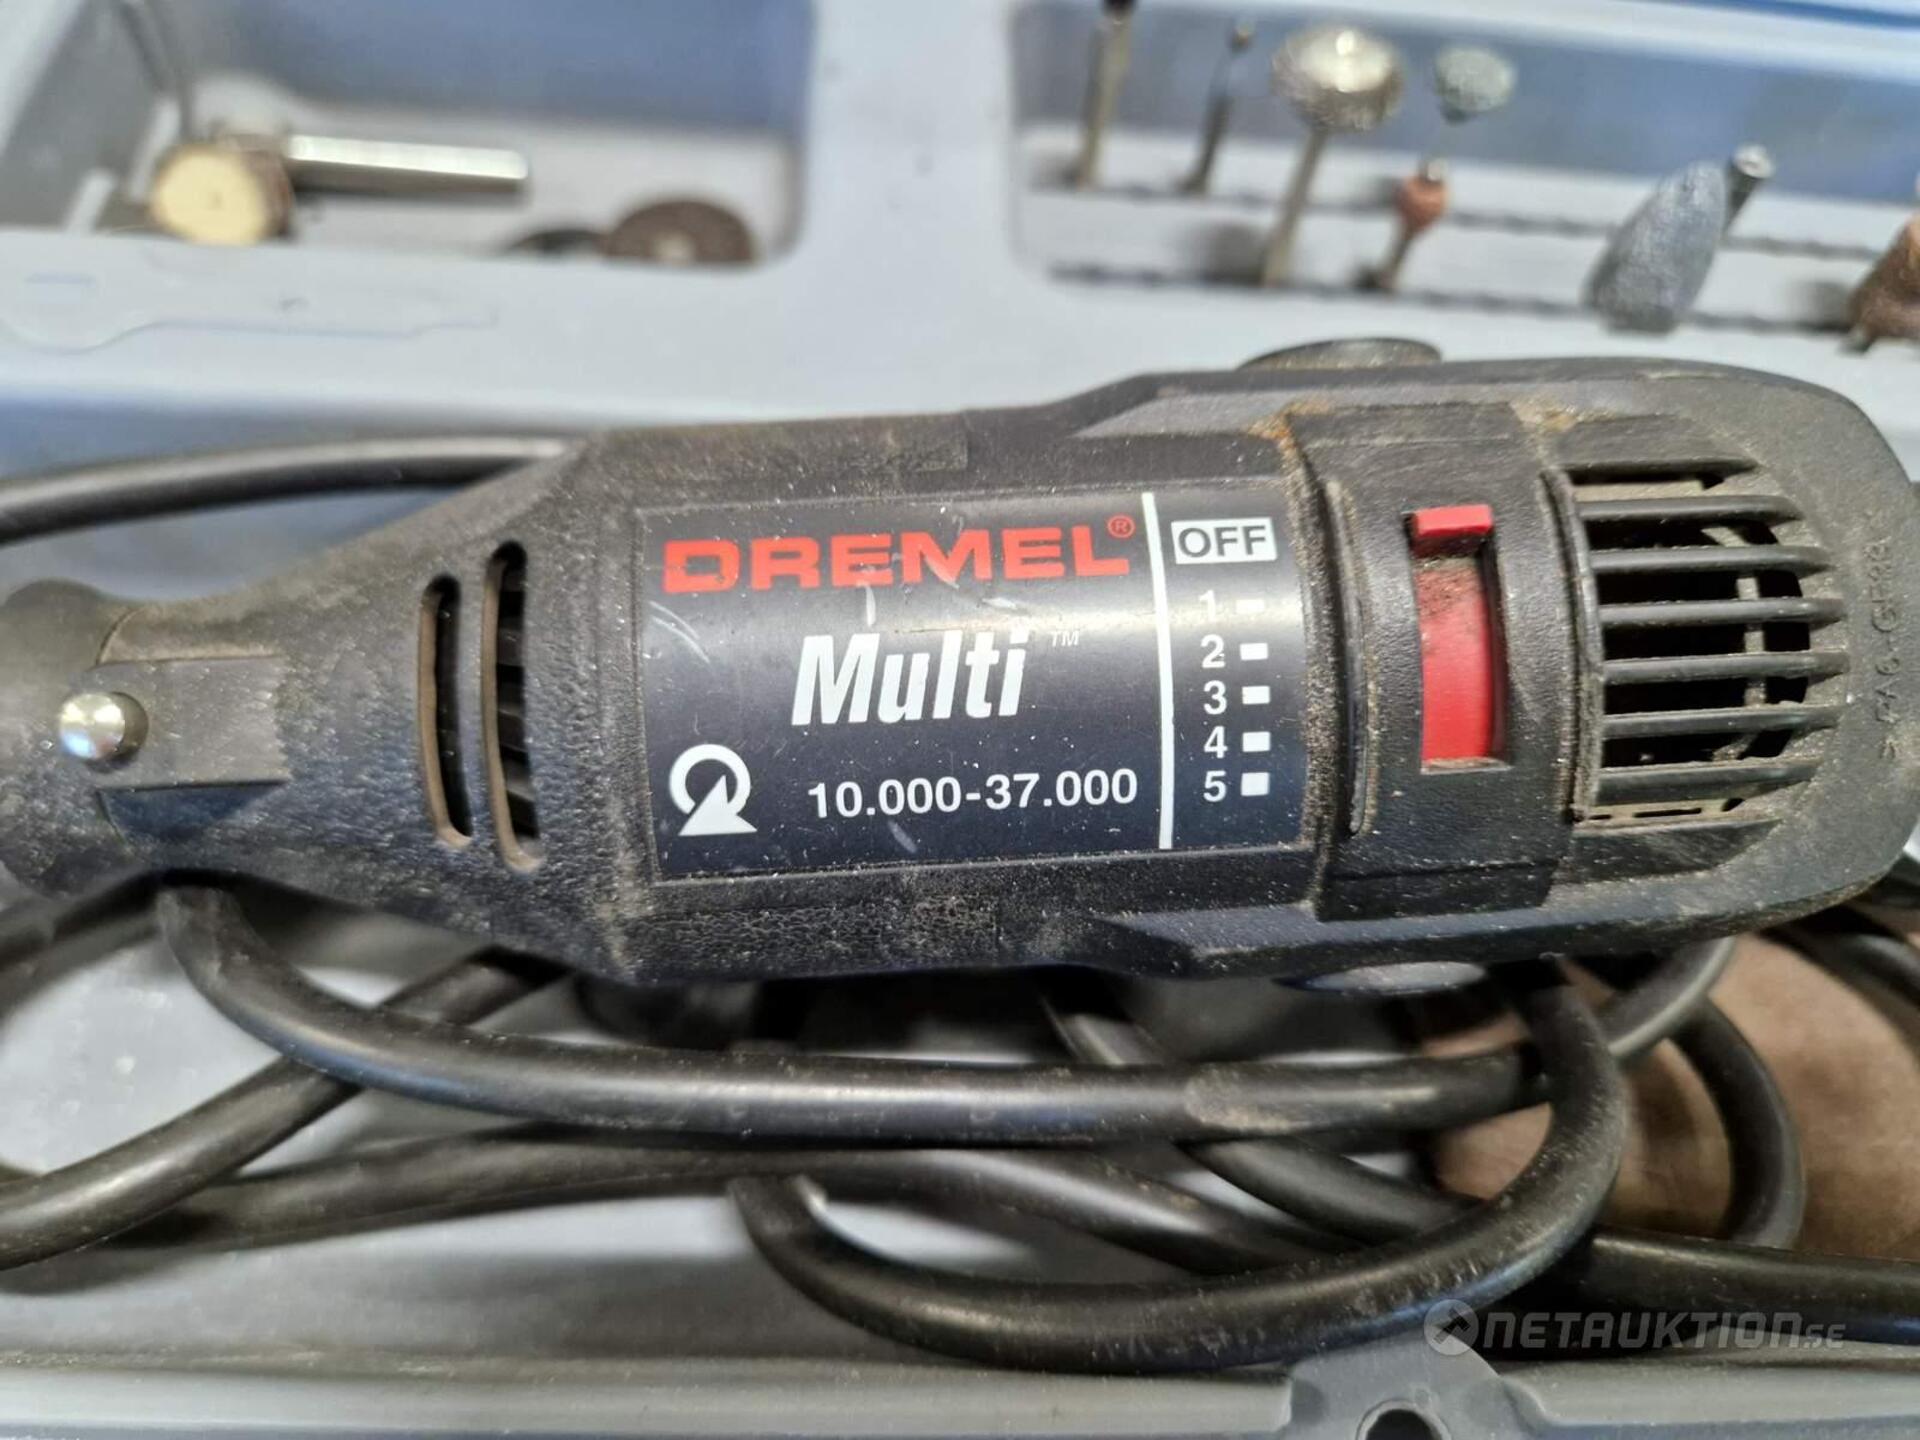 DREMEL®
Multi™
10.000-37.000
OFF
1
2
3
4
5
NETAUKTION.SE